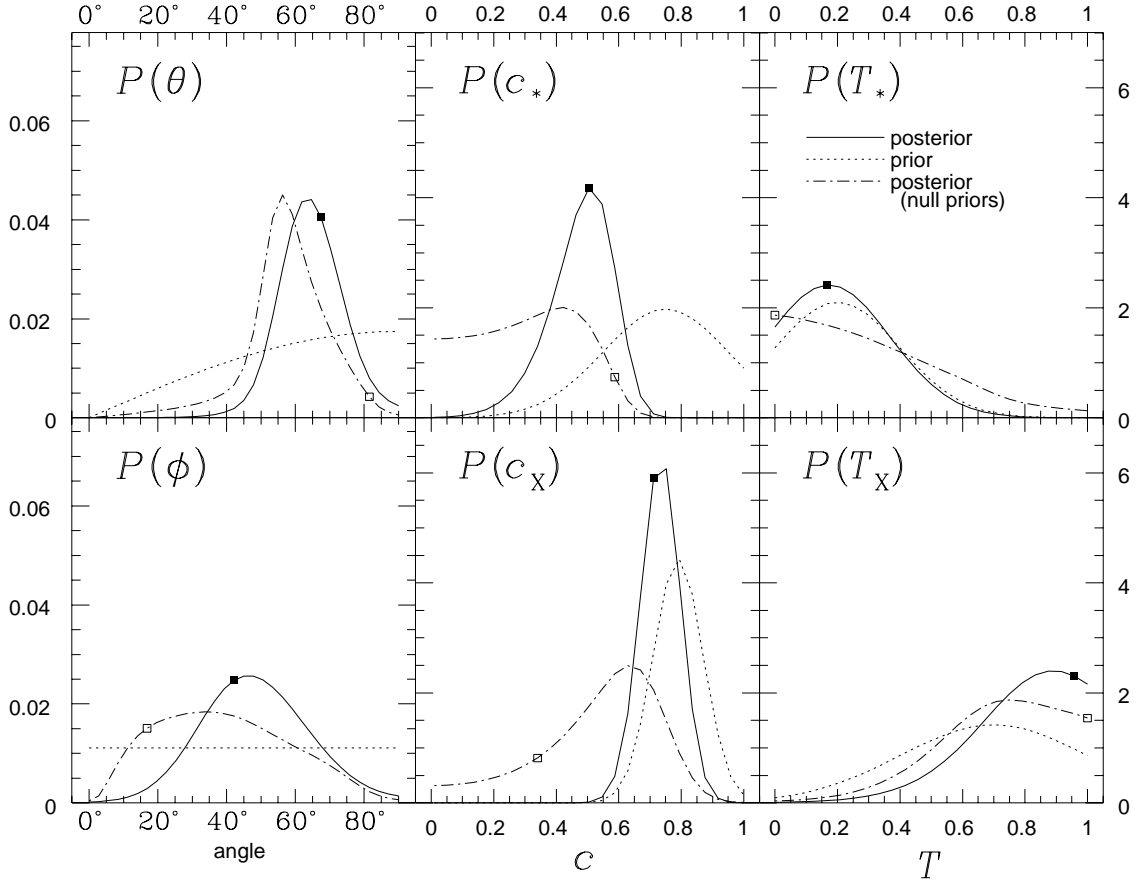 0° 20° 40° 60° 80° 0 0.2 0.4 0.6 0.8 1 0 0.2 0.4 0.6 0.8 1
P(θ) P(c_*) P(T_*)
0.06 0.04 0.02 0
6 4 2 0
posterior
prior
posterior
(null priors)
P(ϕ) P(c_X) P(T_X)
0.06 0.04 0.02 0
6 4 2 0
0° 20° 40° 60° 80° 0 0.2 0.4 0.6 0.8 1 0 0.2 0.4 0.6 0.8 1
angle c T